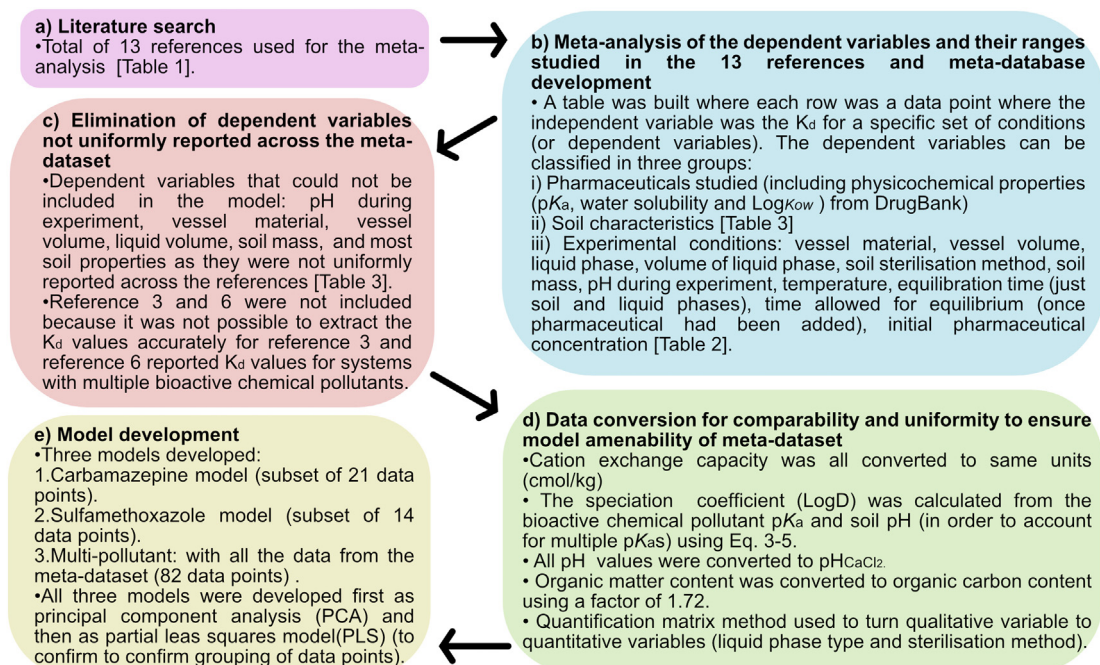 a) Literature search
•Total of 13 references used for the meta-
analysis [Table 1].
b) Meta-analysis of the dependent variables and their ranges
studied in the 13 references and meta-database
development
• A table was built where each row was a data point where the
independent variable was the Kd for a specific set of conditions
(or dependent variables). The dependent variables can be
classified in three groups:
i) Pharmaceuticals studied (including physicochemical properties
(pKa, water solubility and LogKow ) from DrugBank)
ii) Soil characteristics [Table 3]
iii) Experimental conditions: vessel material, vessel volume,
liquid phase, volume of liquid phase, soil sterilisation method, soil
mass, pH during experiment, temperature, equilibration time (just
soil and liquid phases), time allowed for equilibrium (once
pharmaceutical had been added), initial pharmaceutical
concentration [Table 2].
c) Elimination of dependent variables
not uniformly reported across the meta-
dataset
•Dependent variables that could not be
included in the model: pH during
experiment, vessel material, vessel
volume, liquid volume, soil mass, and most
soil properties as they were not uniformly
reported across the references [Table 3].
•Reference 3 and 6 were not included
because it was not possible to extract the
Kd values accurately for reference 3 and
reference 6 reported Kd values for systems
with multiple bioactive chemical pollutants.
d) Data conversion for comparability and uniformity to ensure
model amenability of meta-dataset
•Cation exchange capacity was all converted to same units
(cmol/kg)
• The speciation coefficient (LogD) was calculated from the
bioactive chemical pollutant pKa and soil pH (in order to account
for multiple pKas) using Eq. 3-5.
• All pH values were converted to pHCaCl2.
• Organic matter content was converted to organic carbon content
using a factor of 1.72.
• Quantification matrix method used to turn qualitative variable to
quantitative variables (liquid phase type and sterilisation method).
e) Model development
•Three models developed:
1.Carbamazepine model (subset of 21 data
points).
2.Sulfamethoxazole model (subset of 14
data points).
3.Multi-pollutant: with all the data from the
meta-dataset (82 data points) .
•All three models were developed first as
principal component analysis (PCA) and
then as partial leas squares model(PLS) (to
confirm to confirm grouping of data points).